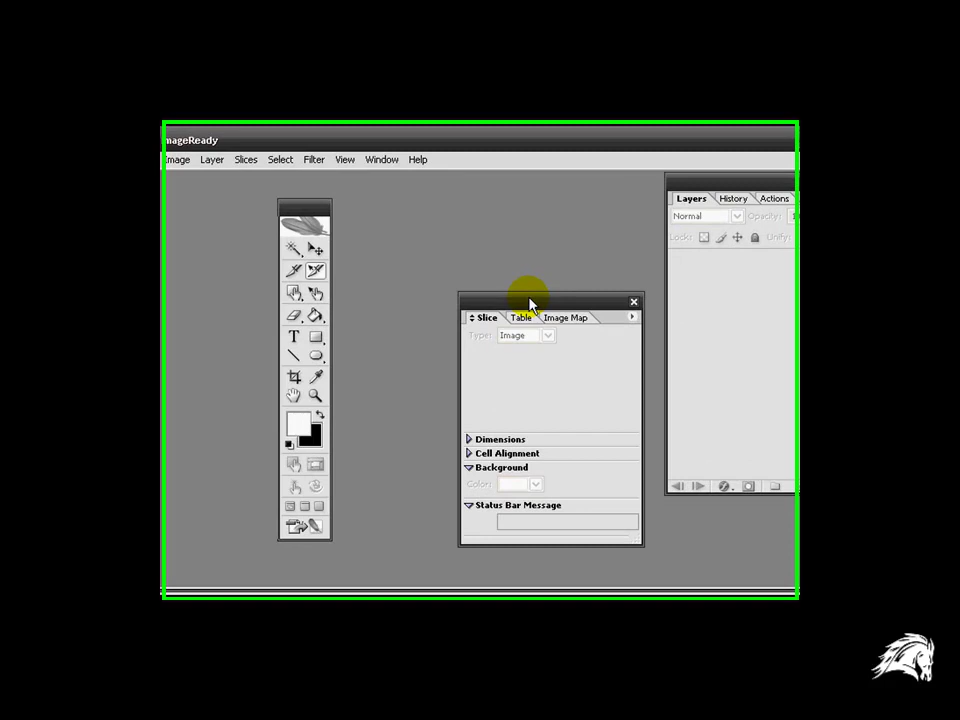 mageReady
Image Layer Slices Select Filter View Window Help
Layers History Actions
Normal Opacity: 1
Lock: Unify:
Slice Table Image Map
Type: Image
T
Dimensions
Cell Alignment
Background
Color:
Status Bar Message